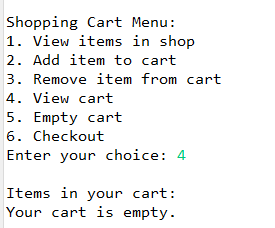 Shopping Cart Menu:
1. View items in shop
2. Add item to cart
3. Remove item from cart
4. View cart
5. Empty cart
6. Checkout
Enter your choice: 4
Items in your cart:
Your cart is empty.